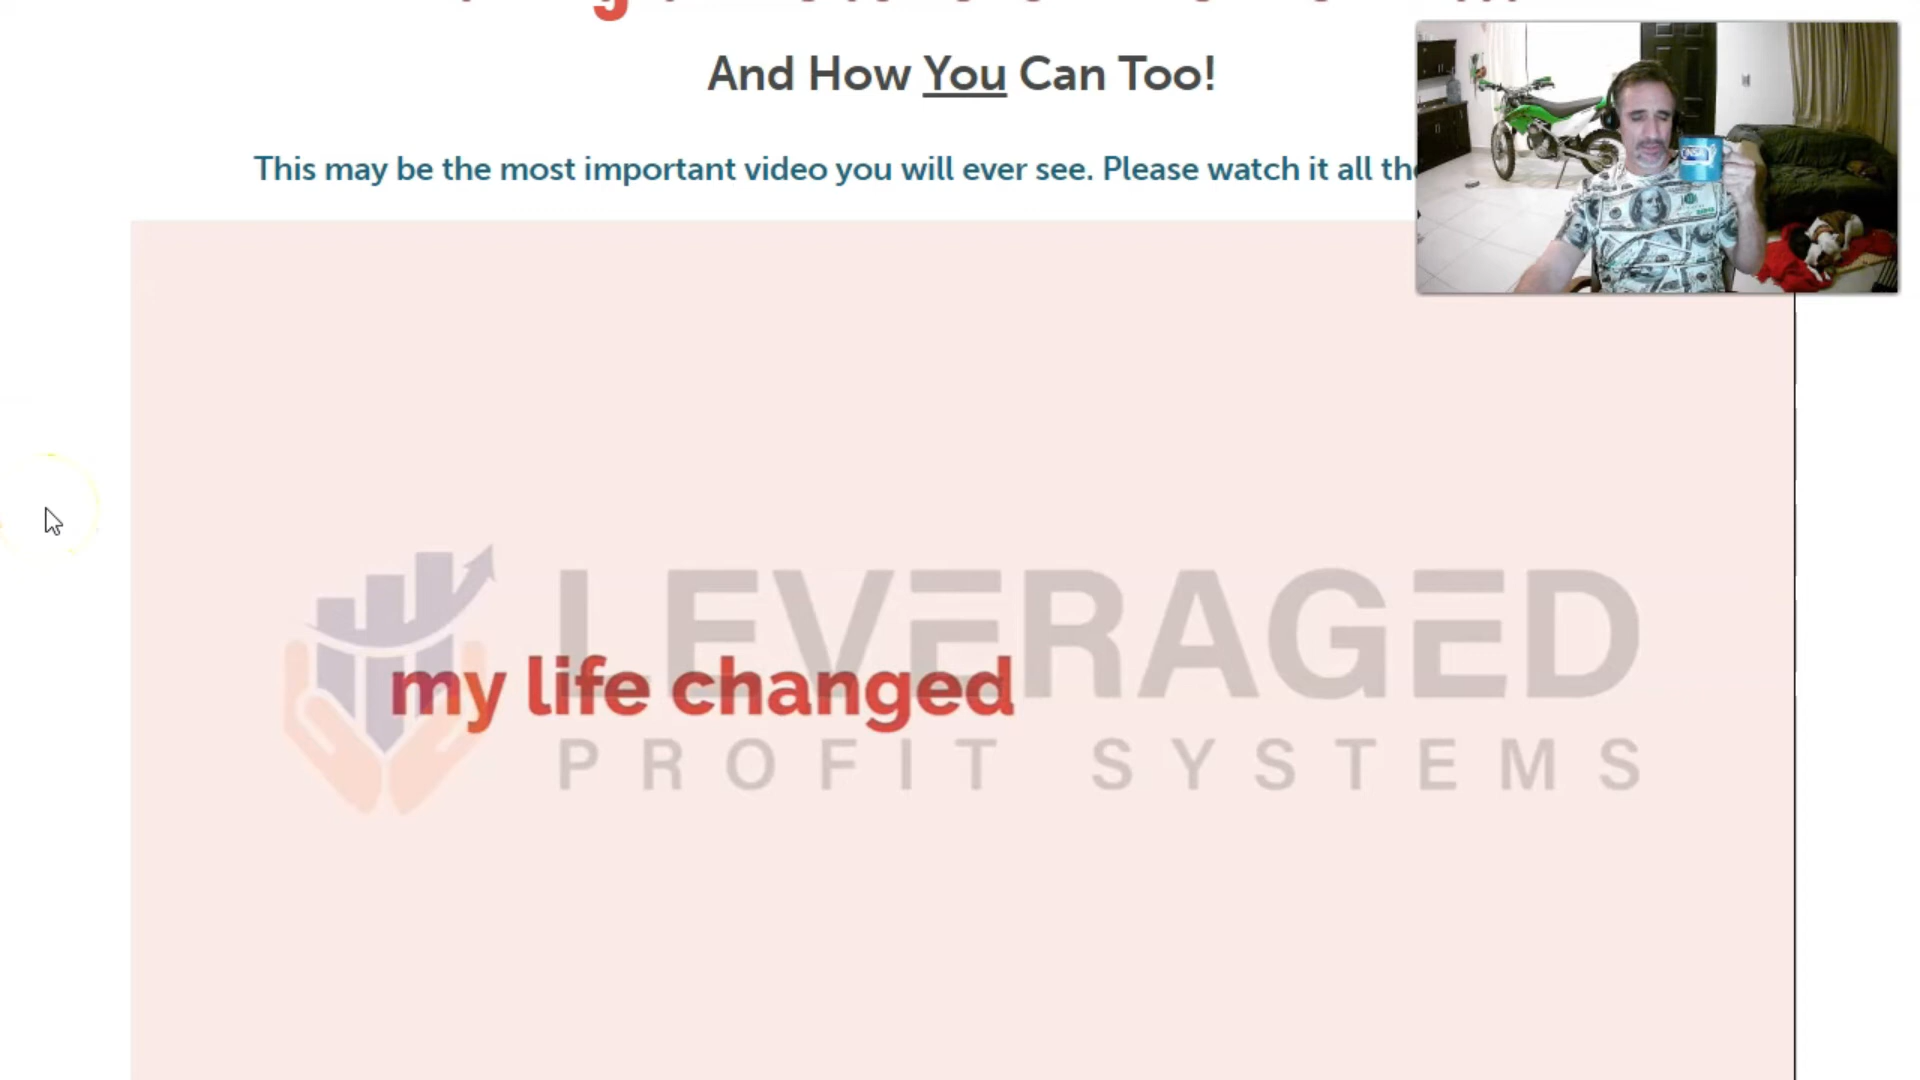 And How You Can Too!
This may be the most important video you will ever see. Please watch it all the
LEVERAGED
my life changed
PROFIT SYSTEMS